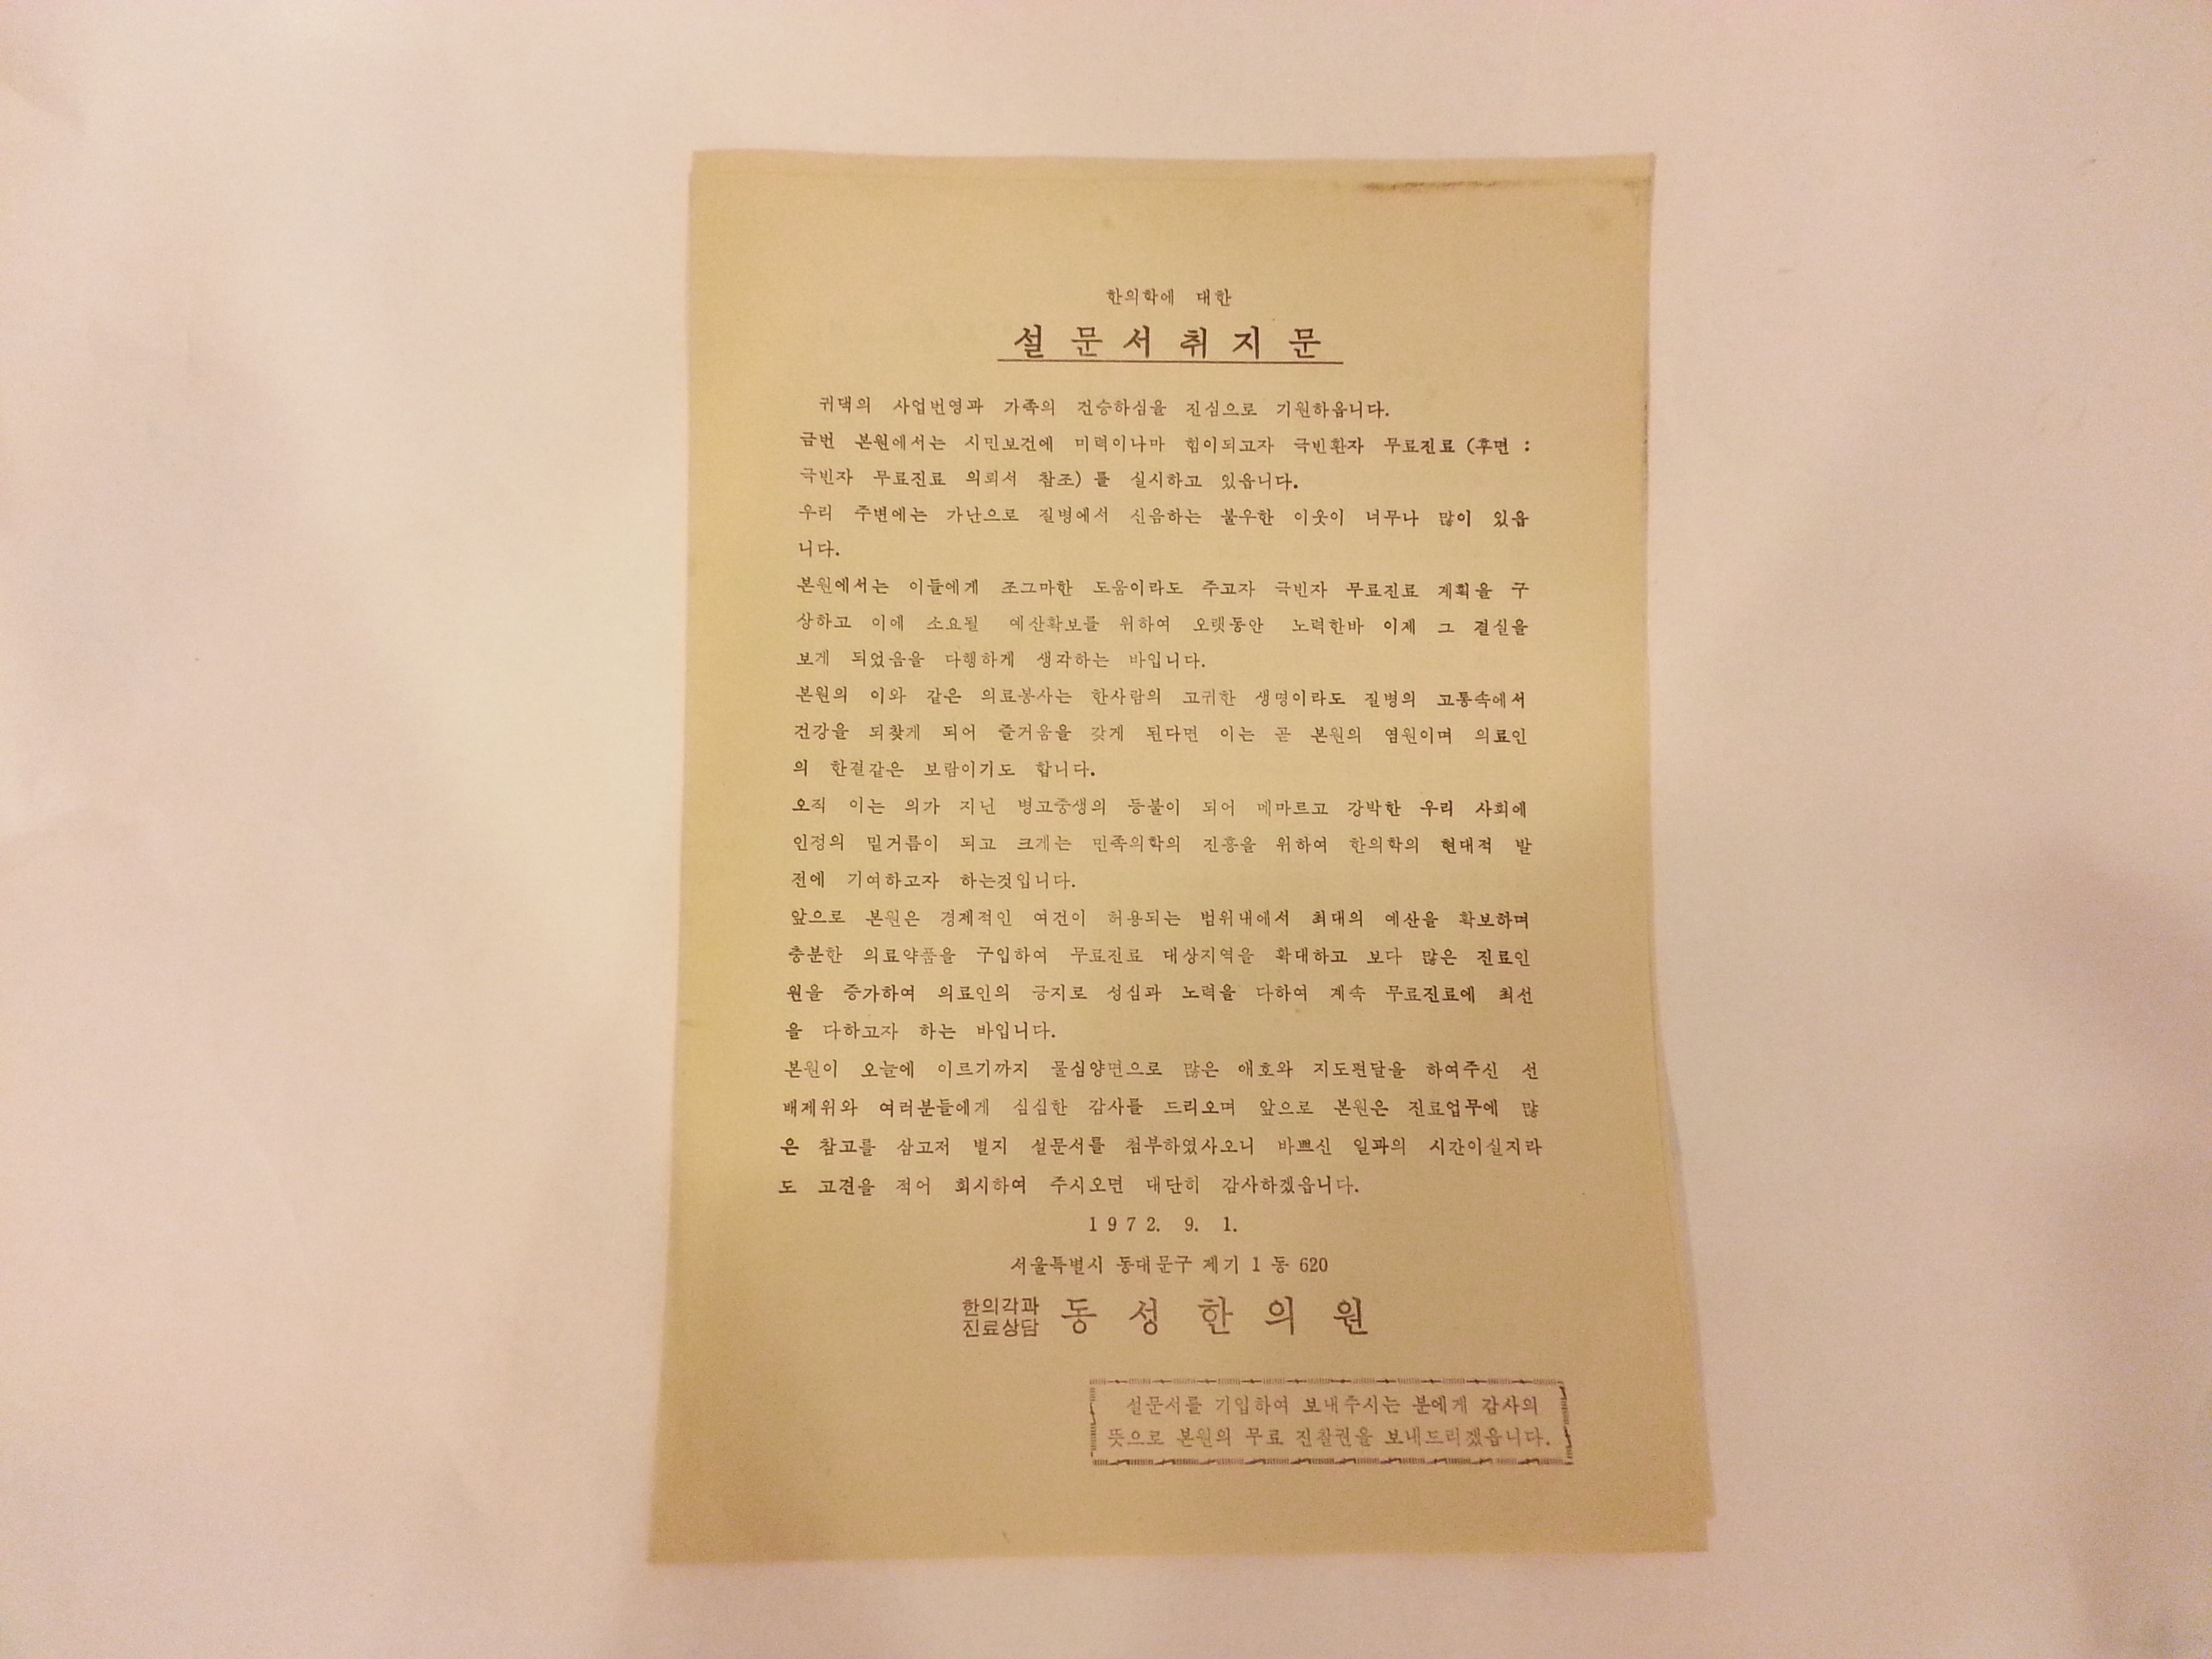 한의학에 대한
설문서취지문
귀댁의 사업번영과 가족의 건승하심을 진심으로 기원하옵니다.
금번 본원에서는 시민보건에 미력이나마 힘이되고자 극빈환자 무료진료 (후면 :
극빈자 무료진료 의뢰서 참조) 를 실시하고 있읍니다.
우리 주변에는 가난으로 질병에서 신음하는 불우한 이웃이 너무나 많이 있읍
니다.
본원에서는 이들에게 조그마한 도움이라도 주고자 극빈자 무료진료 계획을 구
상하고 이에 소요될 예산확보를 위하여 오랫동안 노력한바 이제 그 결실을
보게 되었음을 다행하게 생각하는 바입니다.
본원의 이와 같은 의료봉사는 한사람의 고귀한 생명이라도 질병의 고통속에서
건강을 되찾게 되어 즐거움을 갖게 된다면 이는 곧 본원의 염원이며 의료인
의 한결같은 보람이기도 합니다.
오직 이는 의가 지닌 병고중생의 등불이 되어 메마르고 강박한 우리 사회에
인정의 밑거름이 되고 크게는 민족의학의 진흥을 위하여 한의학의 현대적 발
전에 기여하고자 하는것입니다.
앞으로 본원은 경제적인 여건이 허용되는 범위내에서 최대의 예산을 확보하며
충분한 의료약품을 구입하여 무료진료 대상지역을 확대하고 보다 많은 진료인
원을 증가하여 의료인의 긍지로 성심과 노력을 다하여 계속 무료진료에 최선
을 다하고자 하는 바입니다.
본원이 오늘에 이르기까지 물심양면으로 많은 애호와 지도편달을 하여주신 선
배제위와 여러분들에게 심심한 감사를 드리오며 앞으로 본원은 진료업무에 많
은 참고를 삼고저 별지 설문서를 첨부하였사오니 바쁘신 일과의 시간이실지라
도 고견을 적어 회시하여 주시오면 대단히 감사하겠읍니다.
1972. 9. 1.
서울특별시 동대문구 제기 1 동 620
한의각과
진료상담 동성한의원
설문서를 기입하여 보내주시는 분에게 감사의
뜻으로 본원의 무료 진찰권을 보내드리겠읍니다.